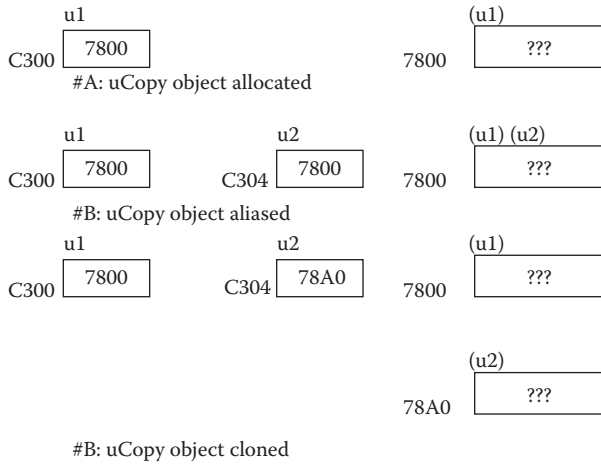 u1 (u1)
C300 7800 7800 ???
#A: uCopy object allocated
u1 u2 (u1) (u2)
C300 7800 C304 7800 7800 ???
#B: uCopy object aliased
u1 u2 (u1)
C300 7800 C304 78A0 7800 ???
(u2)
78A0 ???
#B: uCopy object cloned